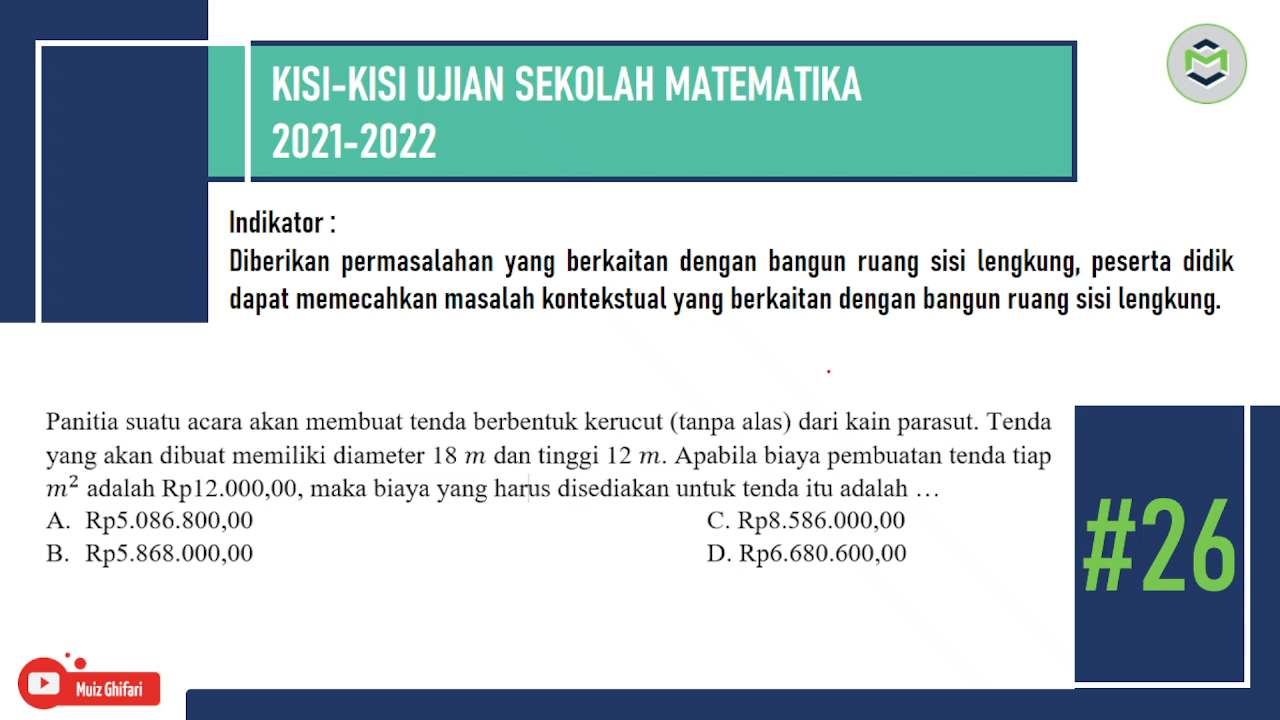 KISI-KISI UJIAN SEKOLAH MATEMATIKA
2021-2022
Indikator :
Diberikan permasalahan yang berkaitan dengan bangun ruang sisi lengkung, peserta didik
dapat memecahkan masalah kontekstual yang berkaitan dengan bangun ruang sisi lengkung.
Panitia suatu acara akan membuat tenda berbentuk kerucut (tanpa alas) dari kain parasut. Tenda
yang akan dibuat memiliki diameter 18 m dan tinggi 12 m. Apabila biaya pembuatan tenda tiap
m² adalah Rp12.000,00, maka biaya yang harus disediakan untuk tenda itu adalah …
A. Rp5.086.800,00
B. Rp5.868.000,00
C. Rp8.586.000,00
D. Rp6.680.600,00
#26
Muiz Ghifari